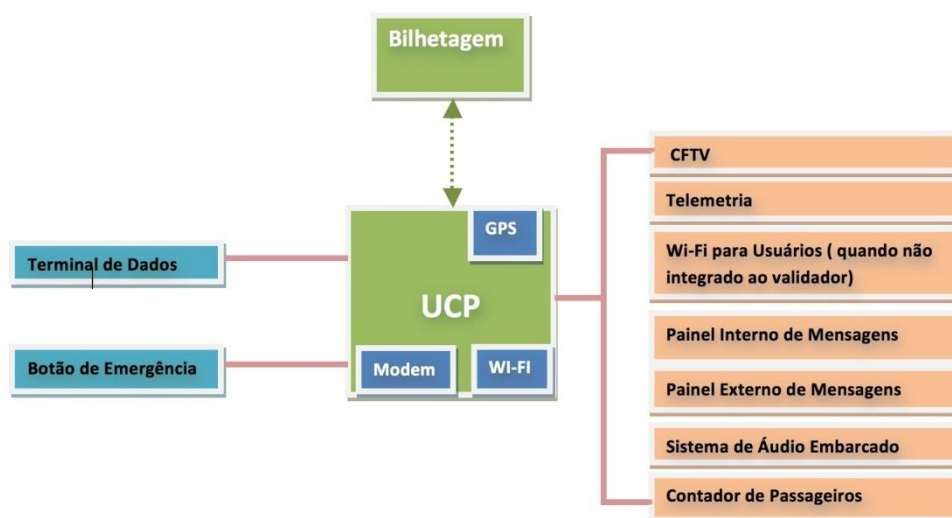 Bilhetagem
GPS
UCP
Modem
WI-FI
Terminal de Dados
Botão de Emergência
CFTV
Telemetria
Wi-Fi para Usuários ( quando não
integrado ao validador)
Painel Interno de Mensagens
Painel Externo de Mensagens
Sistema de Áudio Embarcado
Contador de Passageiros